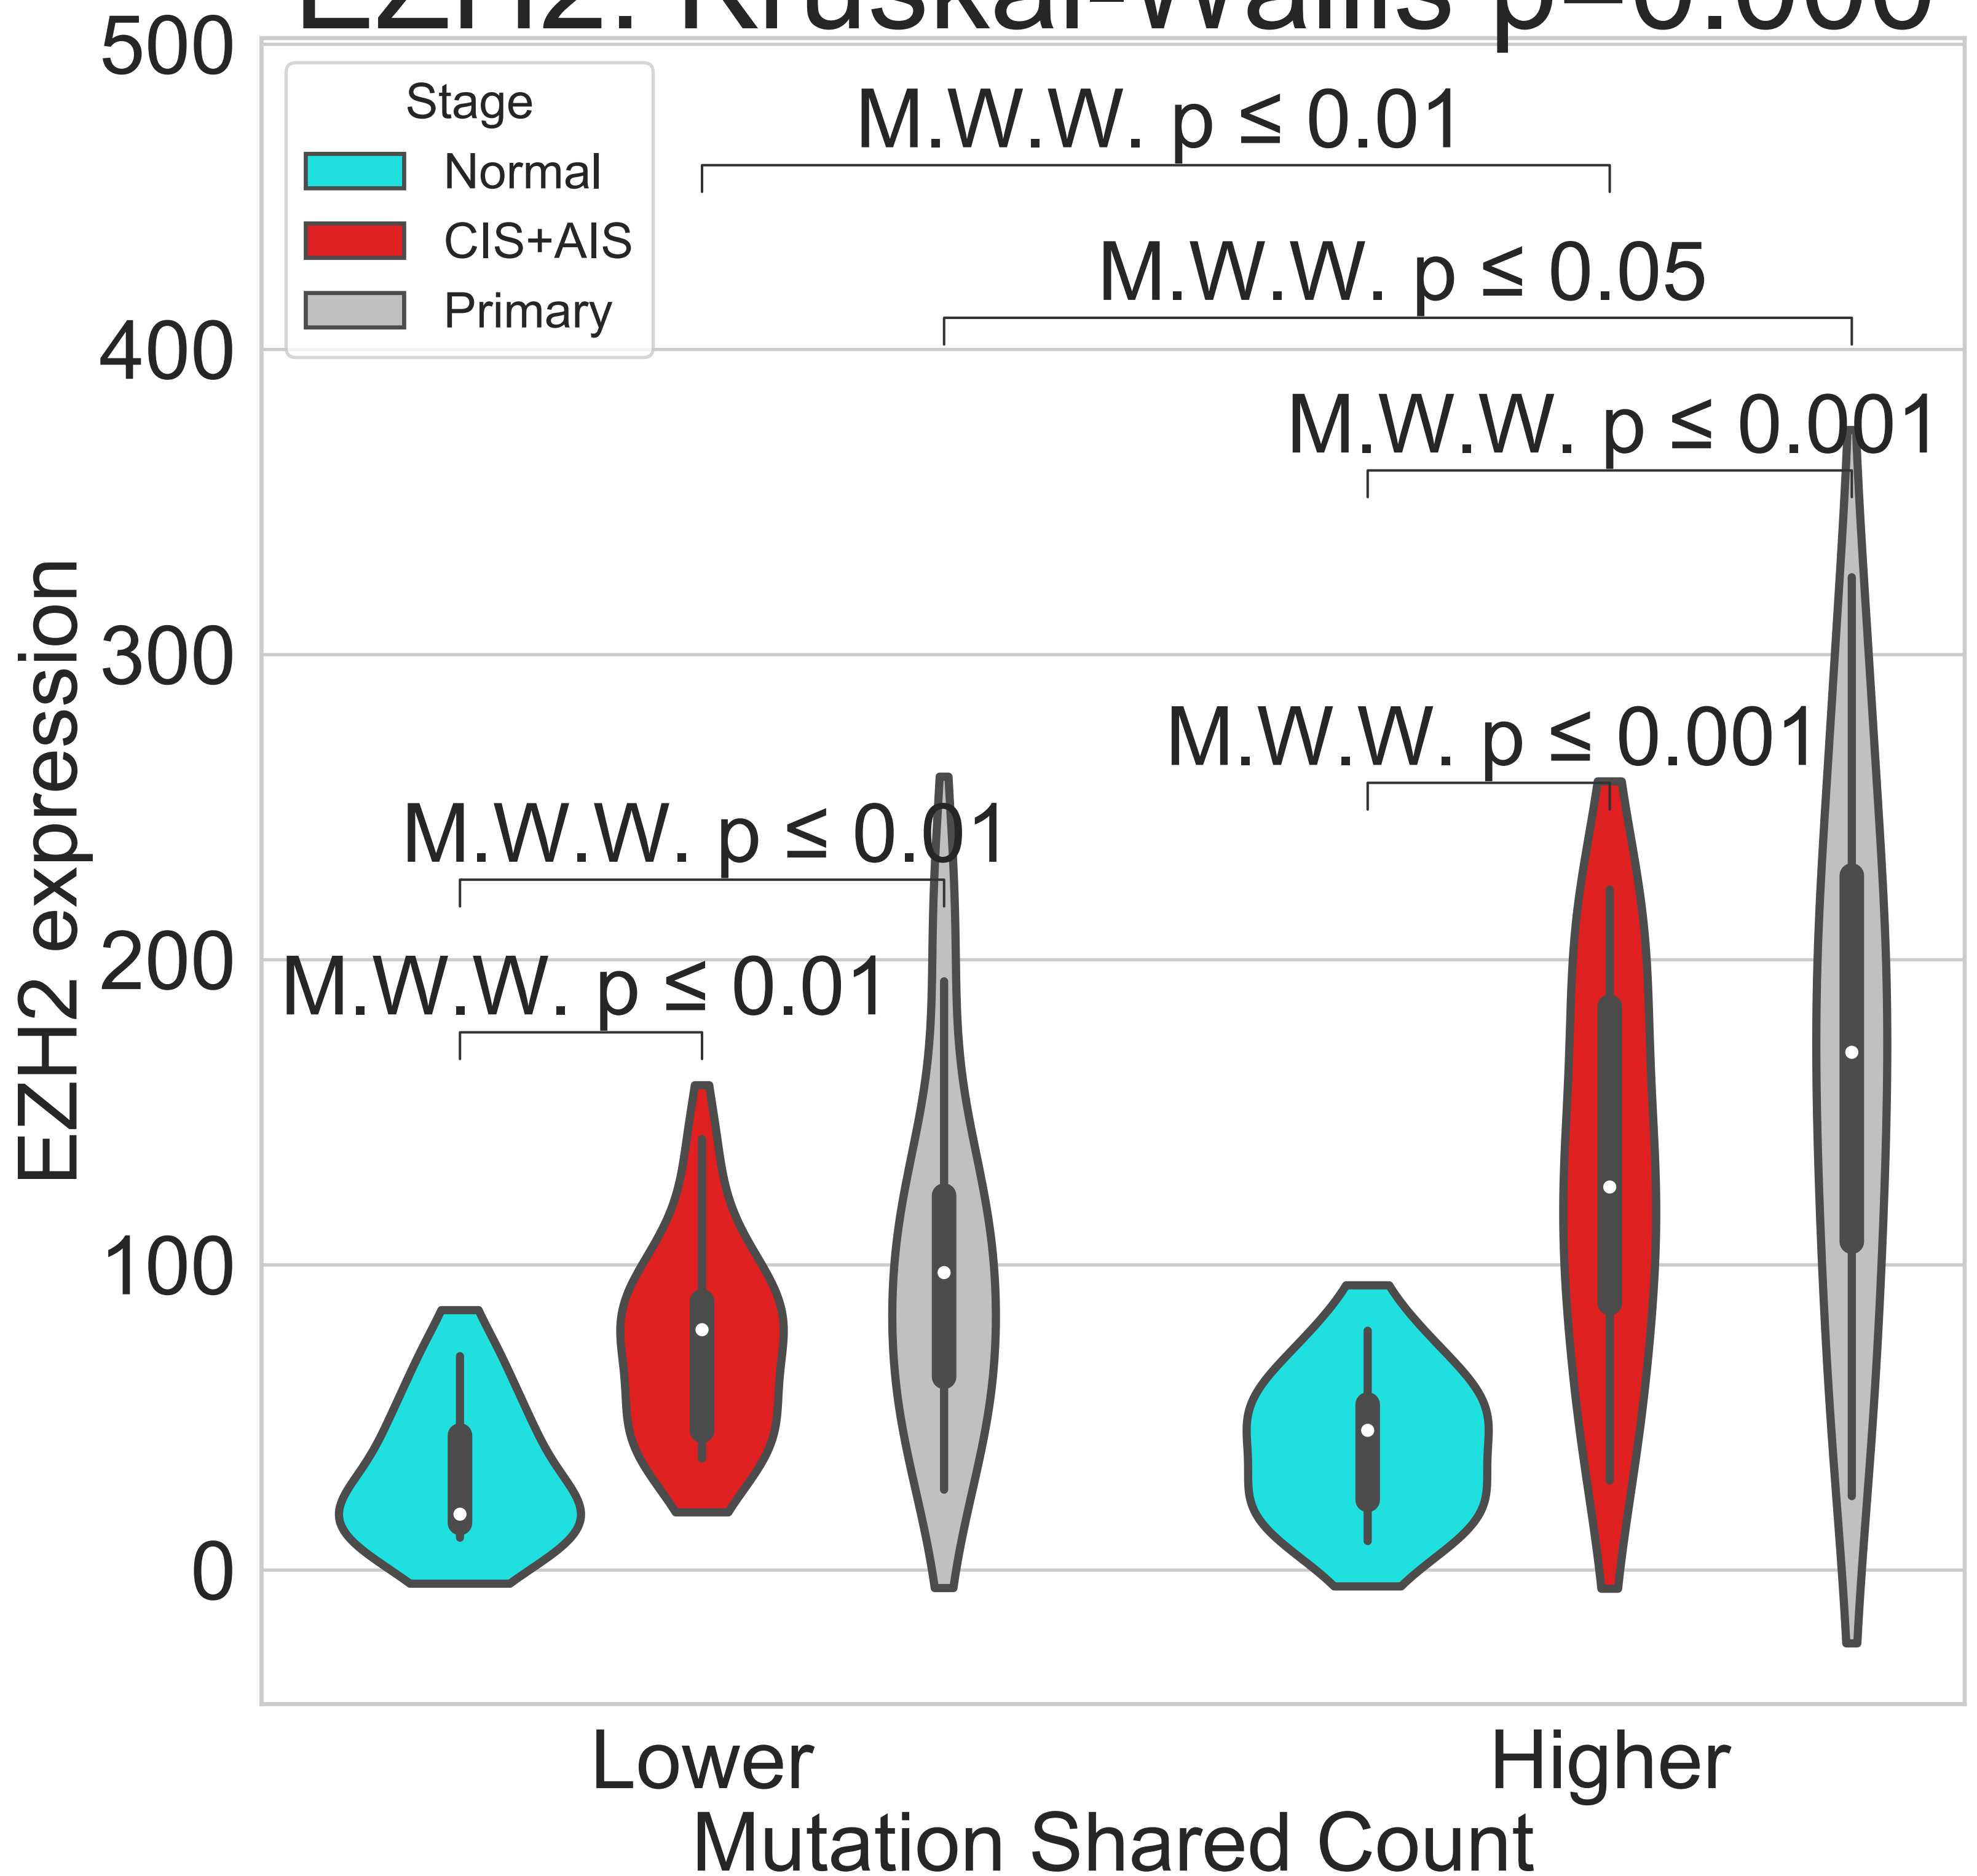 EZH2: Kruskal-Wallis p=0.000
500
400
300
200
100
0
EZH2 expression
Stage
Normal
CIS+AIS
Primary
M.W.W. p ≤ 0.01
M.W.W. p ≤ 0.05
M.W.W. p ≤ 0.001
M.W.W. p ≤ 0.001
M.W.W. p ≤ 0.01
M.W.W. p ≤ 0.01
Lower
Higher
Mutation Shared Count